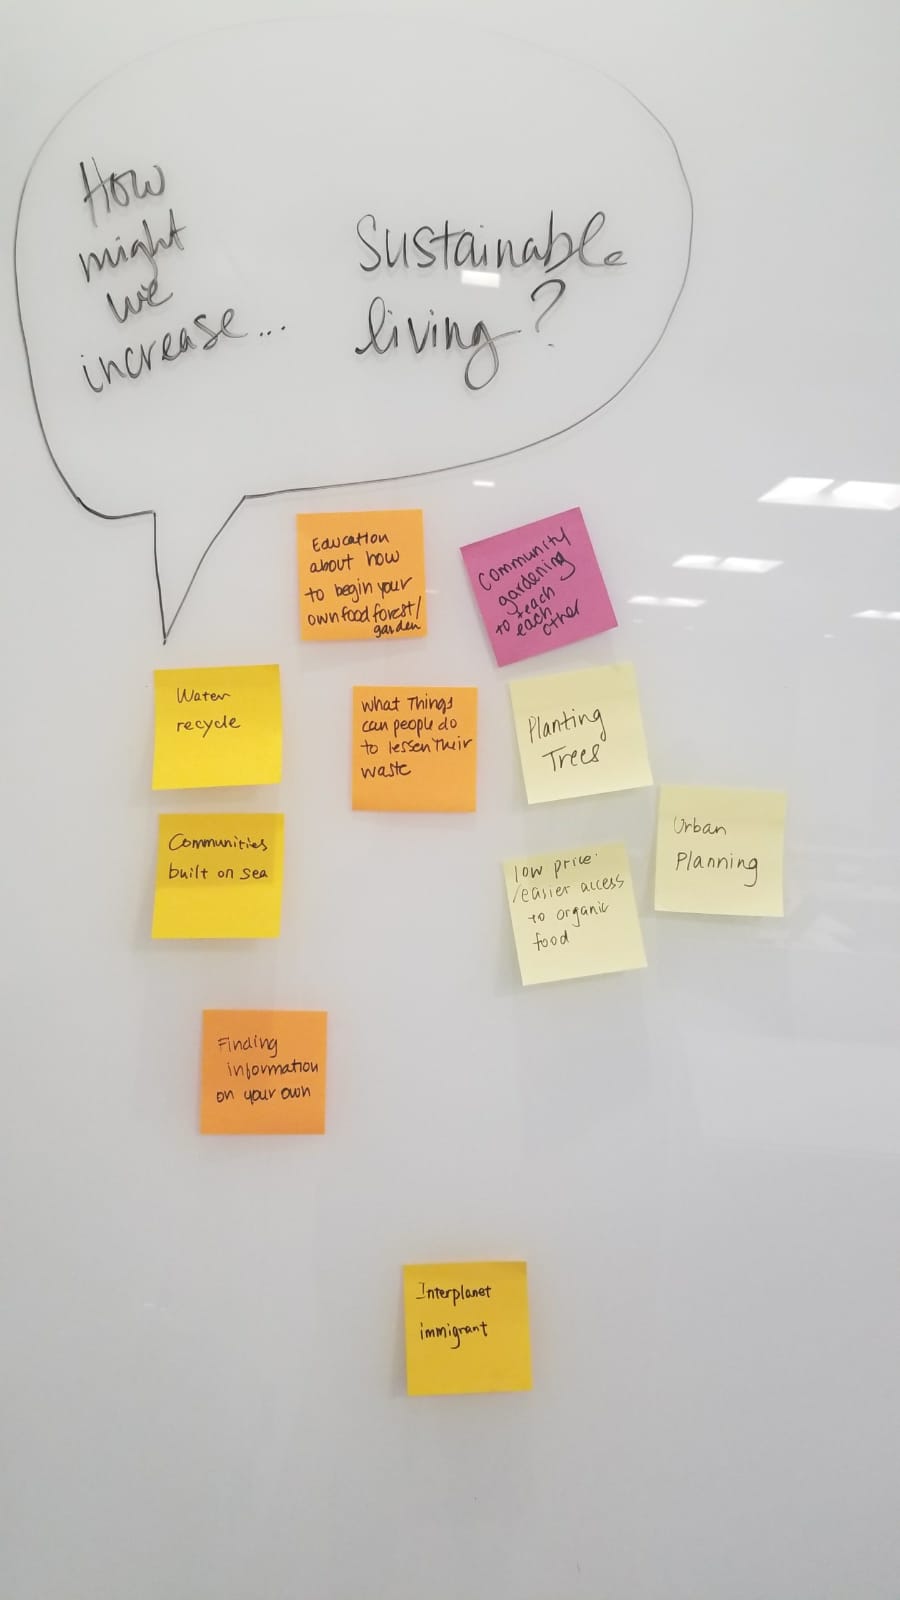 How
might
we
increase...
Sustainable
living?
Education
about how
to begin your
own food forest/
garden
Community
gardening
to teach
each
other
Water
recycle
What Things
can people do
to lessen Their
waste
Planting
Trees
Urban
Planning
Communities
built on sea
low price
/easier access
to organic
food
Finding
information
on your own
Interplanet
immigrant